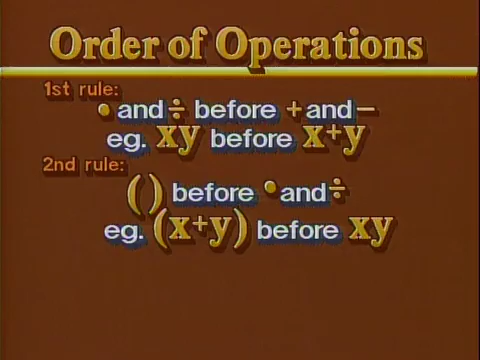 Order of Operations
1st rule:
• and ÷ before + and −
eg. xy before x+y
2nd rule:
( ) before • and ÷
eg. (x+y) before xy